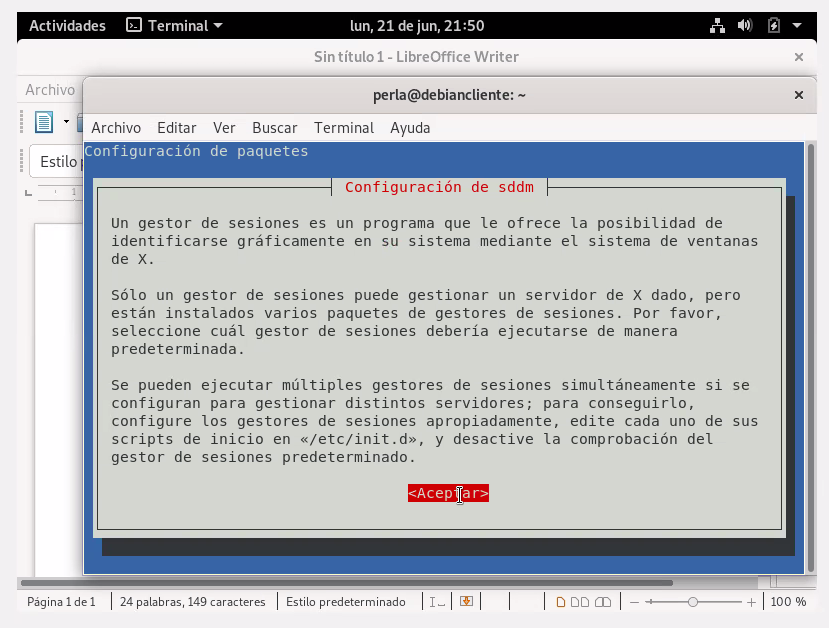 Actividades Terminal lun, 21 de jun, 21:50
Sin título 1 - LibreOffice Writer
Archivo
perla@debiancliente: ~
Archivo Editar Ver Buscar Terminal Ayuda
Configuración de paquetes
Estilo
1
Configuración de sddm
Un gestor de sesiones es un programa que le ofrece la posibilidad de
identificarse gráficamente en su sistema mediante el sistema de ventanas
de X.
Sólo un gestor de sesiones puede gestionar un servidor de X dado, pero
están instalados varios paquetes de gestores de sesiones. Por favor,
seleccione cuál gestor de sesiones debería ejecutarse de manera
predeterminada.
Se pueden ejecutar múltiples gestores de sesiones simultáneamente si se
configuran para gestionar distintos servidores; para conseguirlo,
configure los gestores de sesiones apropiadamente, edite cada uno de sus
scripts de inicio en «/etc/init.d», y desactive la comprobación del
gestor de sesiones predeterminado.
<Aceptar>
Página 1 de 1 24 palabras, 149 caracteres Estilo predeterminado 100 %